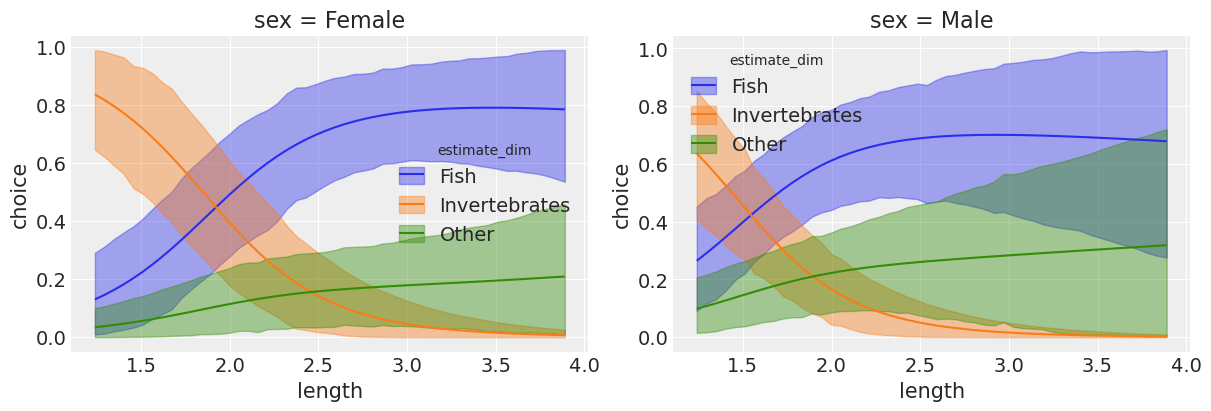 sex = Female
choice
1.0
0.8
0.6
0.4
0.2
0.0
estimate_dim
Fish
Invertebrates
Other
1.5
2.0
2.5
3.0
3.5
4.0
length
sex = Male
choice
1.0
0.8
0.6
0.4
0.2
0.0
estimate_dim
Fish
Invertebrates
Other
1.5
2.0
2.5
3.0
3.5
4.0
length